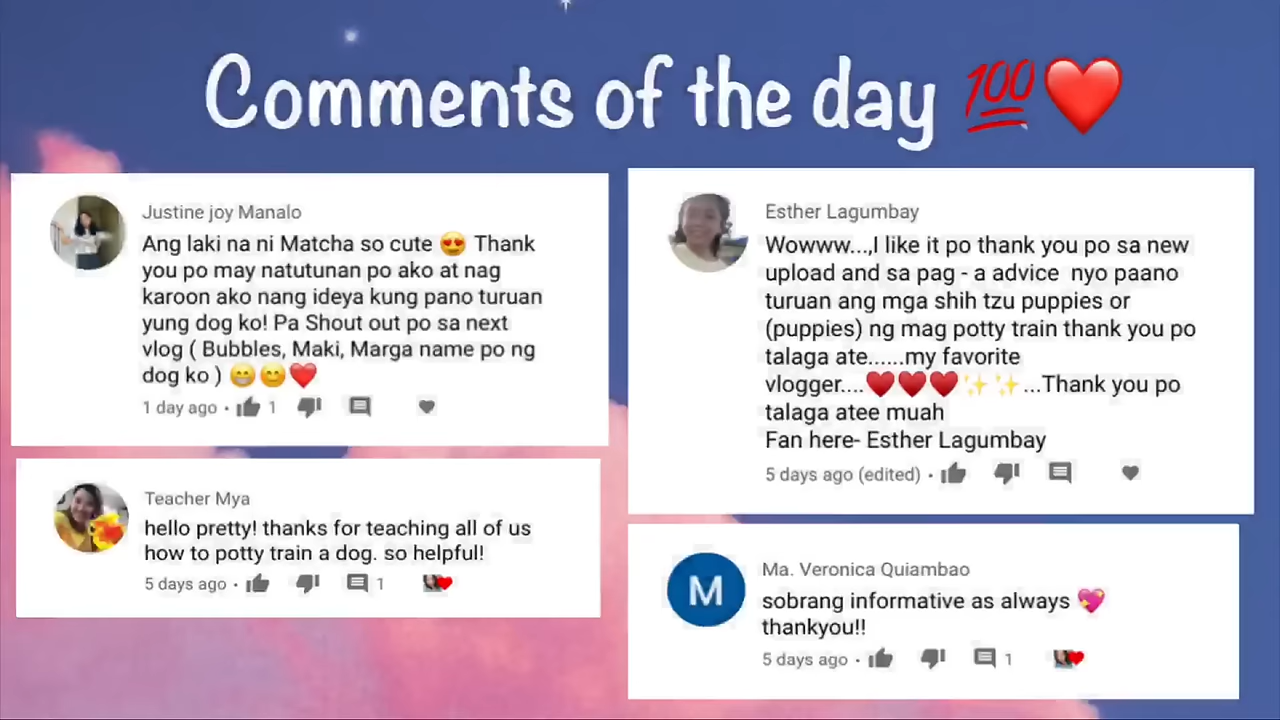 Comments of the day 💯❤️
Justine joy Manalo
Ang laki na ni Matcha so cute 😍 Thank
you po may natutunan po ako at nag
karoon ako nang ideya kung pano turuan
yung dog ko! Pa Shout out po sa next
vlog ( Bubbles, Maki, Marga name po ng
dog ko ) 😁😊❤️
1 day ago · 1
Teacher Mya
hello pretty! thanks for teaching all of us
how to potty train a dog. so helpful!
5 days ago · 1
Esther Lagumbay
Wowww...,I like it po thank you po sa new
upload and sa pag - a advice nyo paano
turuan ang mga shih tzu puppies or
(puppies) ng mag potty train thank you po
talaga ate......my favorite
vlogger....❤️❤️❤️✨✨...Thank you po
talaga atee muah
Fan here- Esther Lagumbay
5 days ago (edited) ·
M
Ma. Veronica Quiambao
sobrang informative as always 💖
thankyou!!
5 days ago · 1